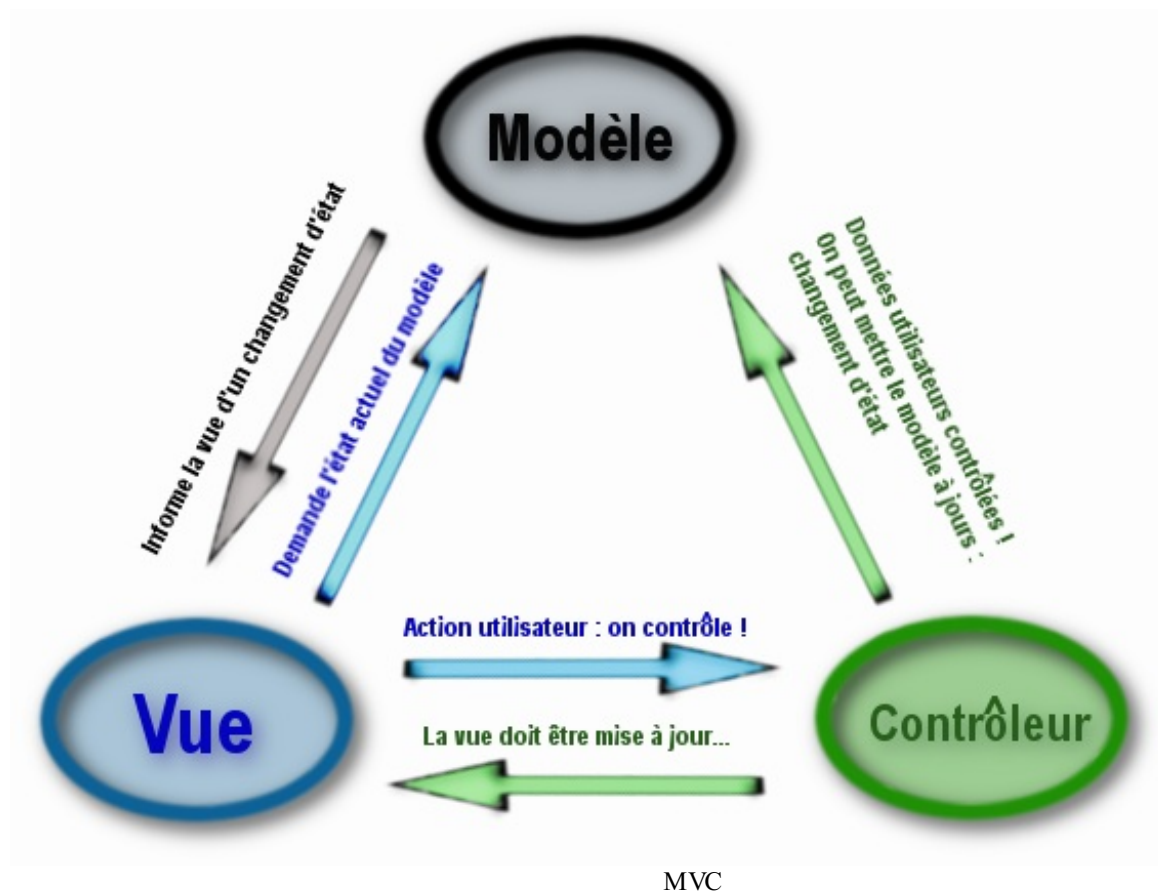 Modèle
Informe la vue d'un changement d'état
Demande l'état actuel du modèle
Données utilisateurs contrôlées !
On peut mettre le modèle à jours :
changement d'état
Action utilisateur : on contrôle !
Vue
Contrôleur
La vue doit être mise à jour...
MVC